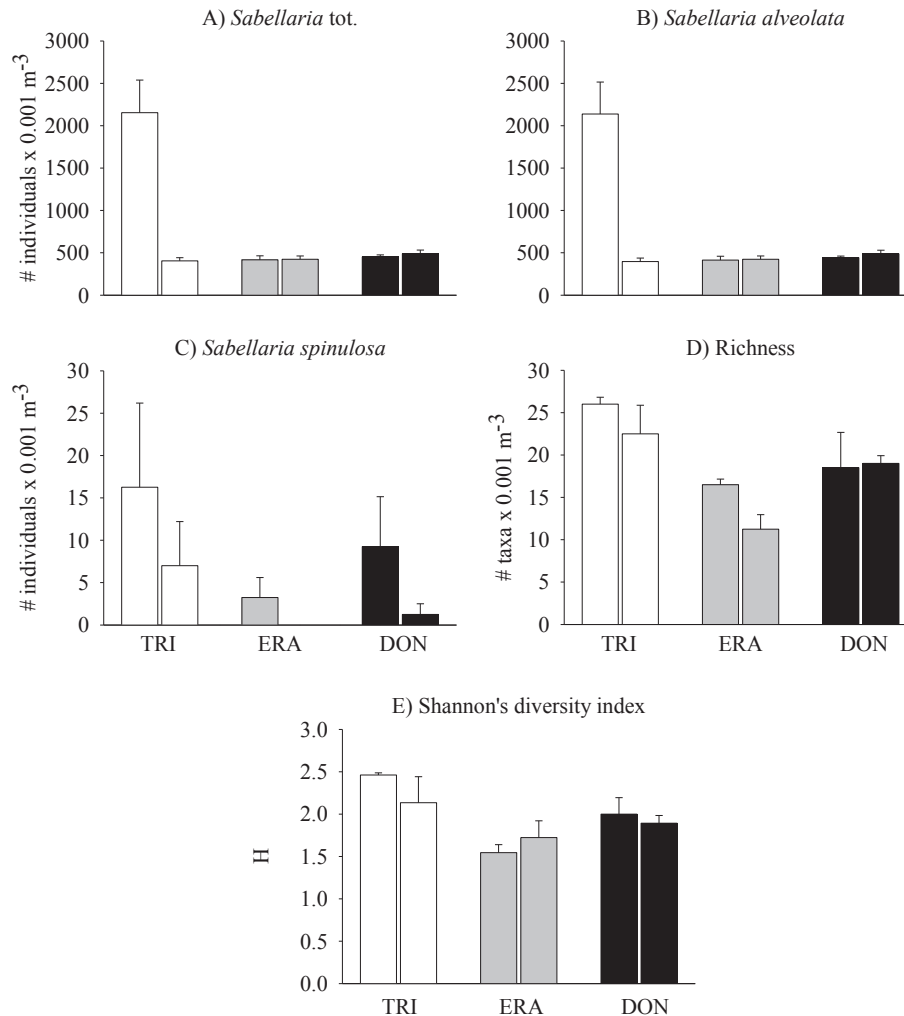 A) Sabellaria tot.
3000
2500
2000
1500
1000
500
0
# individuals x 0.001 m-3
B) Sabellaria alveolata
3000
2500
2000
1500
1000
500
0
C) Sabellaria spinulosa
30
25
20
15
10
5
0
# individuals x 0.001 m-3
TRI ERA DON
D) Richness
30
25
20
15
10
5
0
# taxa x 0.001 m-3
TRI ERA DON
E) Shannon's diversity index
3.0
2.5
2.0
1.5
1.0
0.5
0.0
H
TRI ERA DON